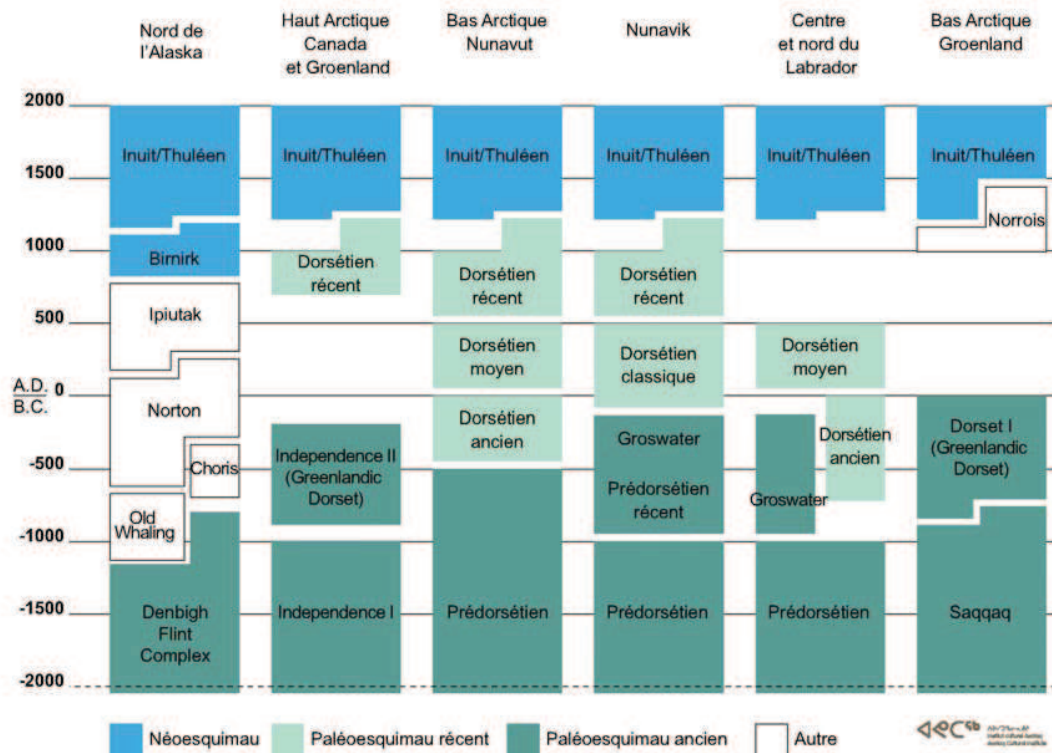 Nord de
l'Alaska
Haut Arctique
Canada
et Groenland
Bas Arctique
Nunavut
Nunavik
Centre
et nord du
Labrador
Bas Arctique
Groenland
2000
1500
1000
500
A.D. 0
B.C.
-500
-1000
-1500
-2000
Inuit/Thuléen
Birnirk
Ipiutak
Norton
Choris
Old
Whaling
Denbigh
Flint
Complex
Inuit/Thuléen
Dorsétien
récent
Independence II
(Greenlandic
Dorset)
Independence I
Inuit/Thuléen
Dorsétien
récent
Dorsétien
moyen
Dorsétien
ancien
Prédorsétien
Inuit/Thuléen
Dorsétien
récent
Dorsétien
classique
Groswater
Prédorsétien
récent
Prédorsétien
Inuit/Thuléen
Dorsétien
moyen
Dorsétien
ancien
Groswater
Prédorsétien
Inuit/Thuléen
Norrois
Dorset I
(Greenlandic
Dorset)
Saqqaq
Néoesquimau
Paléoesquimau récent
Paléoesquimau ancien
Autre
ᐊᕙᑕᖅ